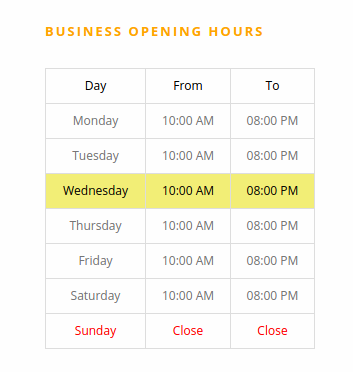 BUSINESS OPENING HOURS
Day From To
Monday 10:00 AM 08:00 PM
Tuesday 10:00 AM 08:00 PM
Wednesday 10:00 AM 08:00 PM
Thursday 10:00 AM 08:00 PM
Friday 10:00 AM 08:00 PM
Saturday 10:00 AM 08:00 PM
Sunday Close Close